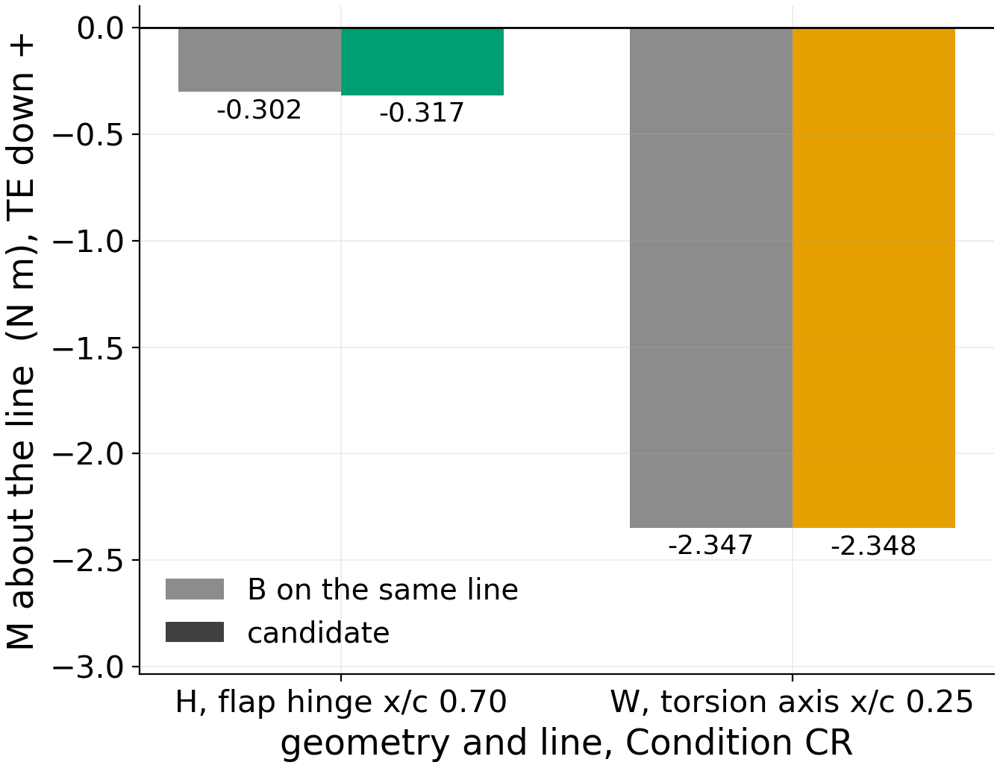 M about the line (N m), TE down +
0.0
−0.5
−1.0
−1.5
−2.0
−2.5
−3.0
-0.302
-0.317
-2.347
-2.348
B on the same line
candidate
H, flap hinge x/c 0.70
W, torsion axis x/c 0.25
geometry and line, Condition CR